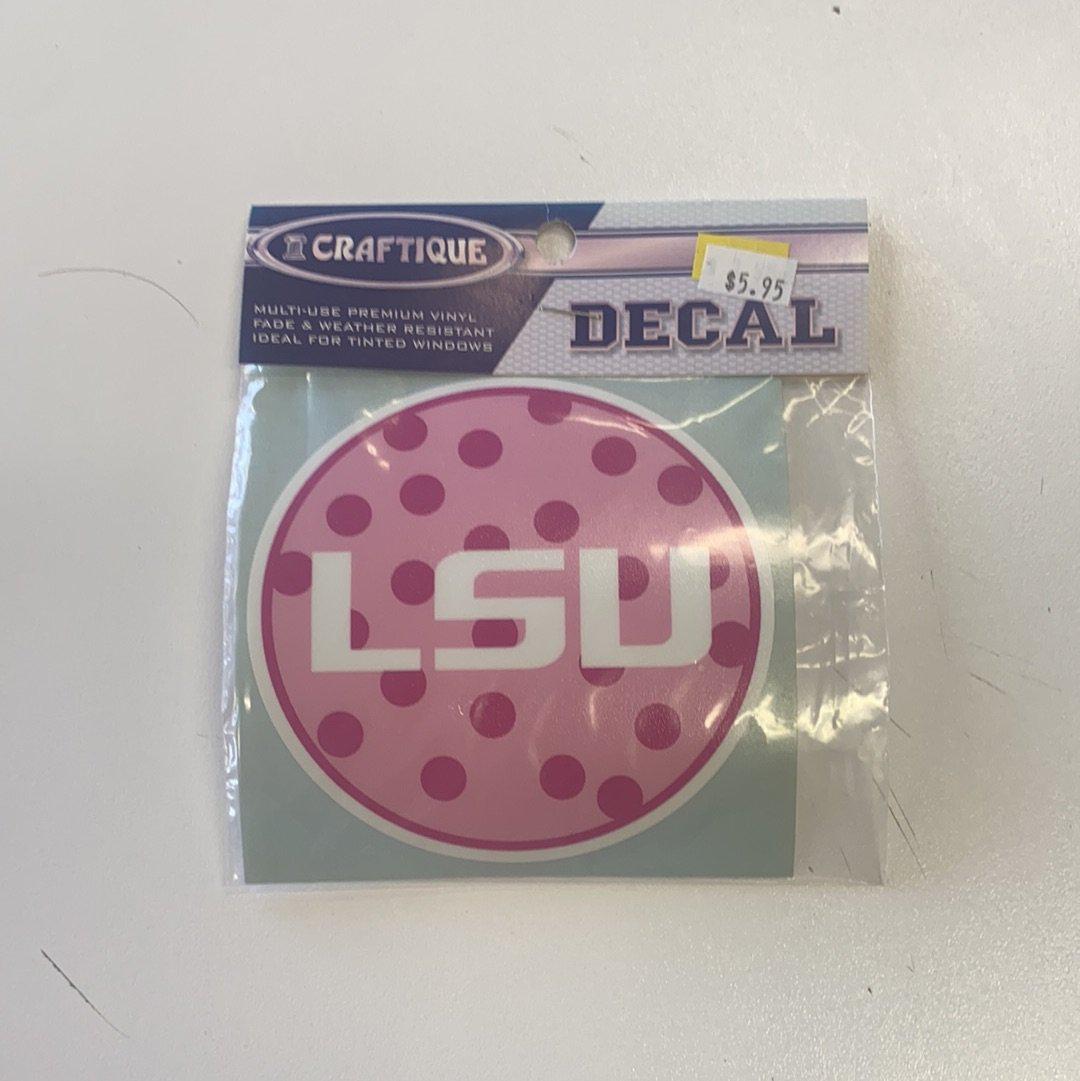 CRAFTIQUE
MULTI-USE PREMIUM VINYL
FADE & WEATHER RESISTANT
IDEAL FOR TINTED WINDOWS
$5.95
DECAL
LSU